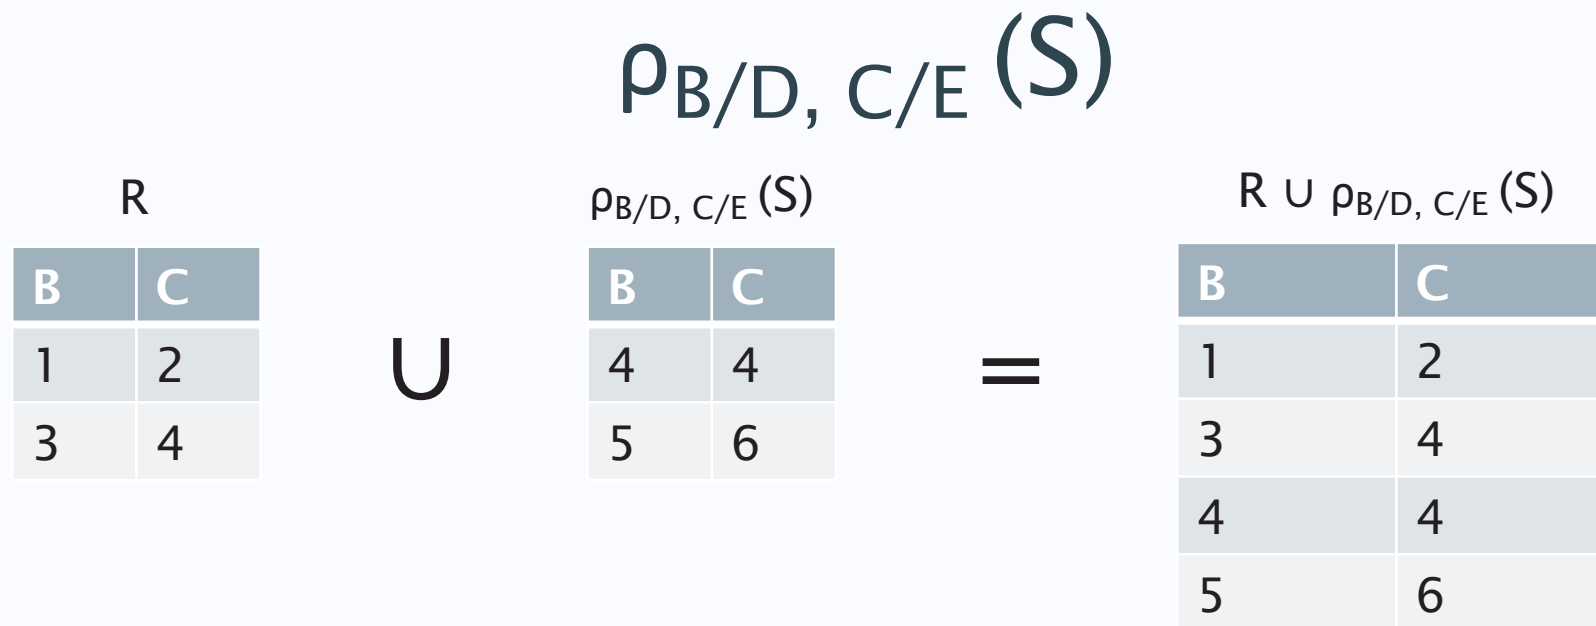 ρB/D, C/E (S)
R ρB/D, C/E (S) R ∪ ρB/D, C/E (S)
B C B C B C
1 2 ∪ 4 4 = 1 2
3 4 5 6 3 4
4 4
5 6